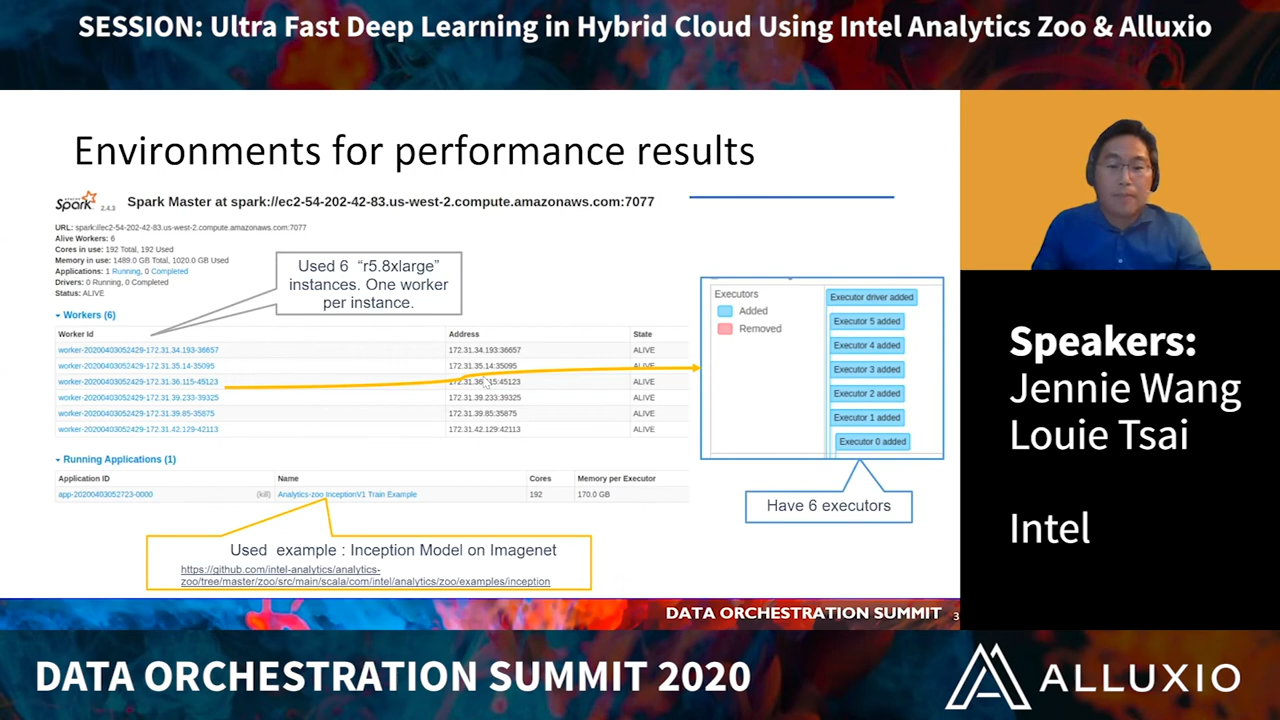 SESSION: Ultra Fast Deep Learning in Hybrid Cloud Using Intel Analytics Zoo & Alluxio
Environments for performance results
Spark 2.4.3 Spark Master at spark://ec2-54-202-42-83.us-west-2.compute.amazonaws.com:7077
URL: spark://ec2-54-202-42-83.us-west-2.compute.amazonaws.com:7077
Alive Workers: 6
Cores in use: 192 Total, 192 Used
Memory in use: 1489.0 GB Total, 1020.0 GB Used
Applications: 1 Running, 0 Completed
Drivers: 0 Running, 0 Completed
Status: ALIVE
Used 6 "r5.8xlarge"
instances. One worker
per instance.
Workers (6)
Worker Id Address State
worker-20200403052429-172.31.34.193-36657 172.31.34.193:36657 ALIVE
worker-20200403052429-172.31.35.14-35095 172.31.35.14:35095 ALIVE
worker-20200403052429-172.31.36.115-45123 ALIVE
worker-20200403052429-172.31.39.233-39325 172.31.39.233:39325 ALIVE
worker-20200403052429-172.31.39.85-35875 172.31.39.85:35875 ALIVE
worker-20200403052429-172.31.42.129-42113 172.31.42.129:42113 ALIVE
Running Applications (1)
Application ID Name Cores Memory per Executor
app-20200403052723-0000 (kill) Analytics-zoo InceptionV1 Train Example 192 170.0 GB
Used example : Inception Model on Imagenet
https://github.com/intel-analytics/analytics-
zoo/tree/master/zoo/src/main/scala/com/intel/analytics/zoo/examples/inception
Executors
Added
Removed
Executor driver added
Executor 5 added
Executor 4 added
Executor 3 added
Executor 2 added
Executor 1 added
Executor 0 added
Have 6 executors
DATA ORCHESTRATION SUMMIT 3
Speakers:
Jennie Wang
Louie Tsai
Intel
DATA ORCHESTRATION SUMMIT 2020
ALLUXIO